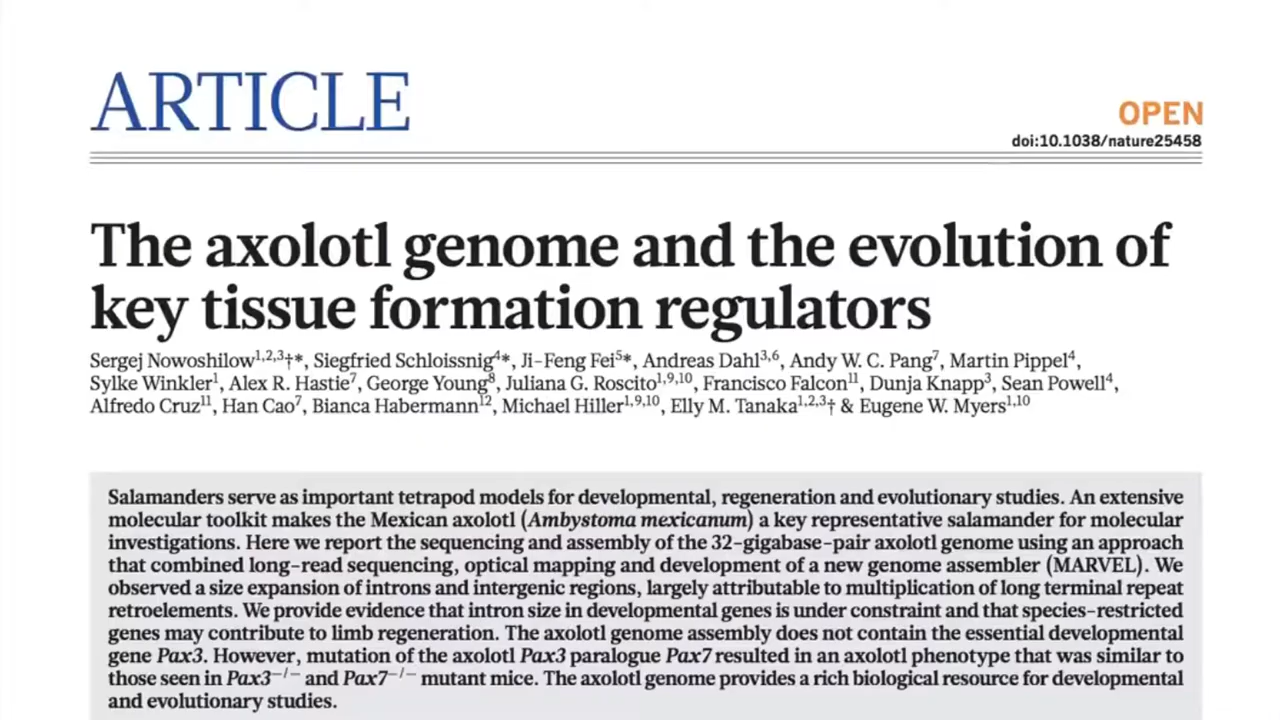 ARTICLE
OPEN
doi:10.1038/nature25458
The axolotl genome and the evolution of
key tissue formation regulators
Sergej Nowoshilow1,2,3†*, Siegfried Schloissnig4*, Ji-Feng Fei5*, Andreas Dahl3,6, Andy W. C. Pang7, Martin Pippel4,
Sylke Winkler1, Alex R. Hastie7, George Young8, Juliana G. Roscito1,9,10, Francisco Falcon11, Dunja Knapp3, Sean Powell4,
Alfredo Cruz11, Han Cao7, Bianca Habermann12, Michael Hiller1,9,10, Elly M. Tanaka1,2,3† & Eugene W. Myers1,10
Salamanders serve as important tetrapod models for developmental, regeneration and evolutionary studies. An extensive
molecular toolkit makes the Mexican axolotl (Ambystoma mexicanum) a key representative salamander for molecular
investigations. Here we report the sequencing and assembly of the 32-gigabase-pair axolotl genome using an approach
that combined long-read sequencing, optical mapping and development of a new genome assembler (MARVEL). We
observed a size expansion of introns and intergenic regions, largely attributable to multiplication of long terminal repeat
retroelements. We provide evidence that intron size in developmental genes is under constraint and that species-restricted
genes may contribute to limb regeneration. The axolotl genome assembly does not contain the essential developmental
gene Pax3. However, mutation of the axolotl Pax3 paralogue Pax7 resulted in an axolotl phenotype that was similar to
those seen in Pax3−/− and Pax7−/− mutant mice. The axolotl genome provides a rich biological resource for developmental
and evolutionary studies.